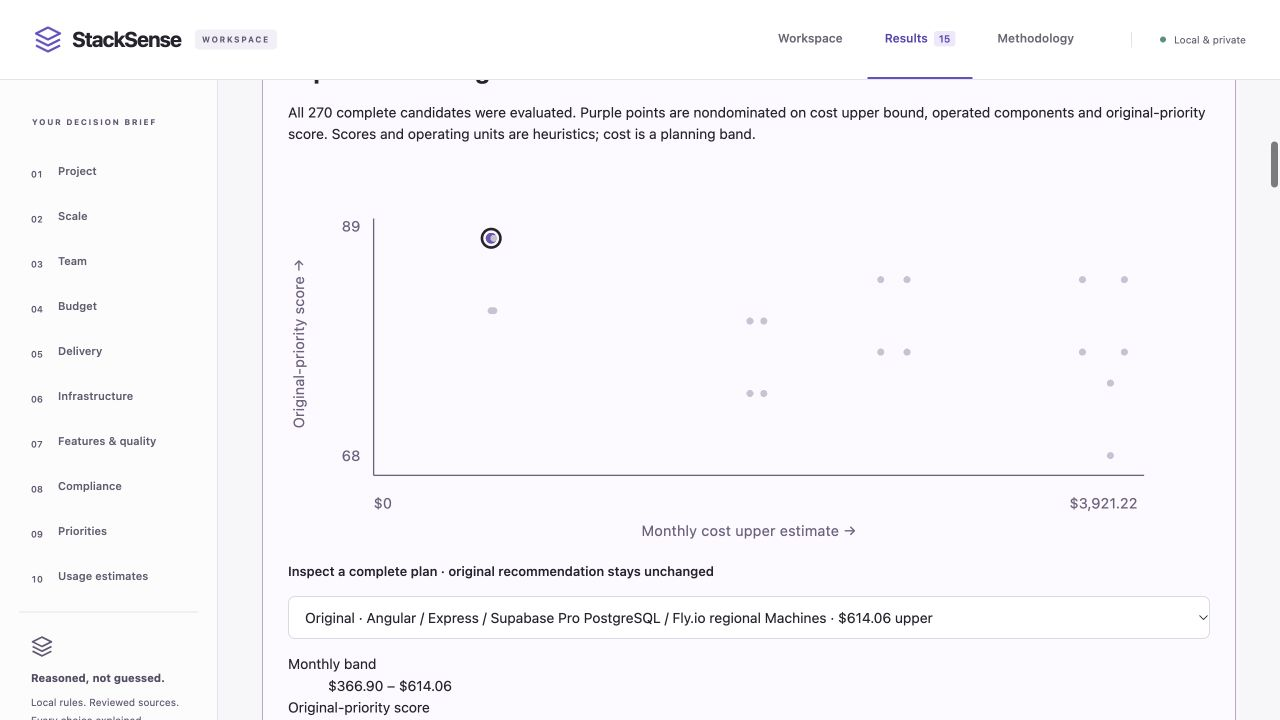 StackSense
WORKSPACE
Workspace
Results 15
Methodology
Local & private
YOUR DECISION BRIEF
01 Project
02 Scale
03 Team
04 Budget
05 Delivery
06 Infrastructure
07 Features & quality
08 Compliance
09 Priorities
10 Usage estimates
Reasoned, not guessed.
Local rules. Reviewed sources.
Every choice explained.
All 270 complete candidates were evaluated. Purple points are nondominated on cost upper bound, operated components and original-priority
score. Scores and operating units are heuristics; cost is a planning band.
89
Original-priority score →
68
$0
$3,921.22
Monthly cost upper estimate →
Inspect a complete plan · original recommendation stays unchanged
Original · Angular / Express / Supabase Pro PostgreSQL / Fly.io regional Machines · $614.06 upper
Monthly band
$366.90 – $614.06
Original-priority score